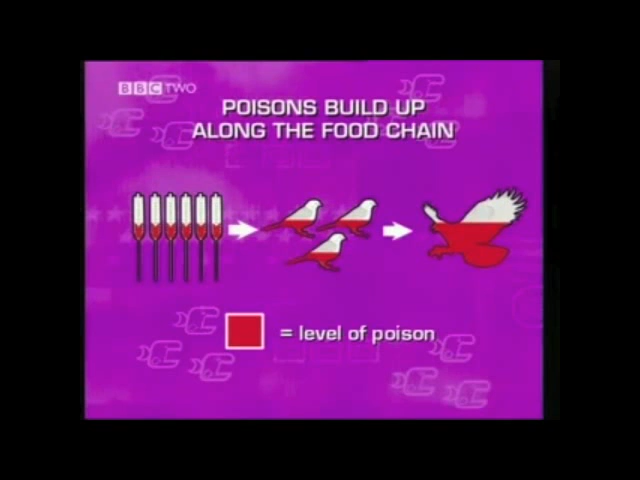 BBC TWO
POISONS BUILD UP
ALONG THE FOOD CHAIN
= level of poison